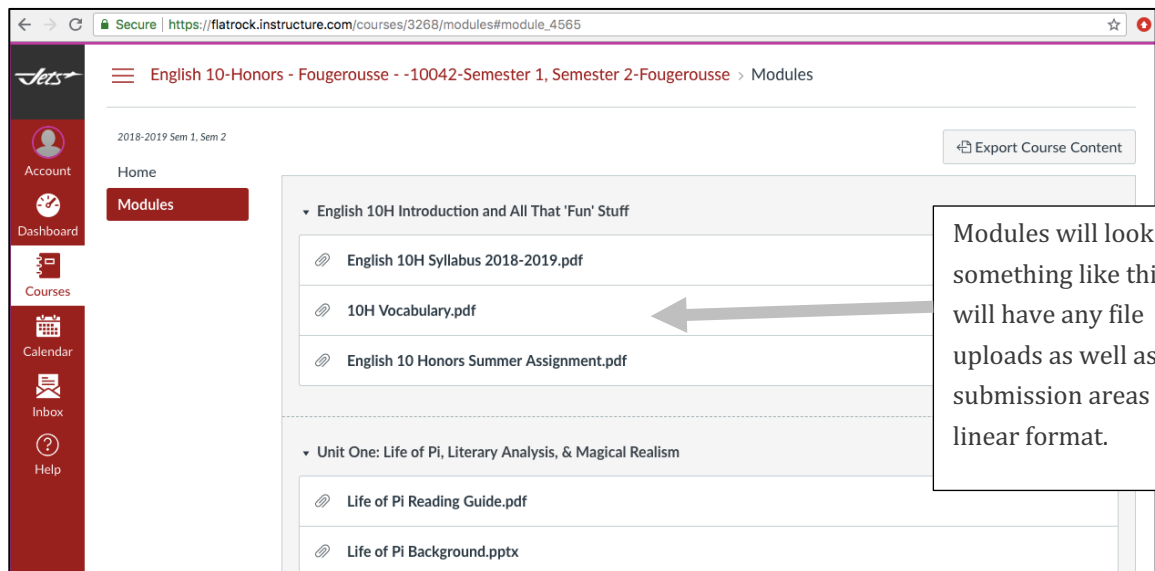 Secure | https://flatrock.instructure.com/courses/3268/modules#module_4565
Jets
English 10-Honors - Fougerousse - -10042-Semester 1, Semester 2-Fougerousse > Modules
2018-2019 Sem 1, Sem 2
Export Course Content
Account
Home
Modules
Dashboard
Courses
Calendar
Inbox
Help
▾ English 10H Introduction and All That 'Fun' Stuff
English 10H Syllabus 2018-2019.pdf
10H Vocabulary.pdf
English 10 Honors Summer Assignment.pdf
▾ Unit One: Life of Pi, Literary Analysis, & Magical Realism
Life of Pi Reading Guide.pdf
Life of Pi Background.pptx
Modules will look
something like thi
will have any file
uploads as well as
submission areas
linear format.